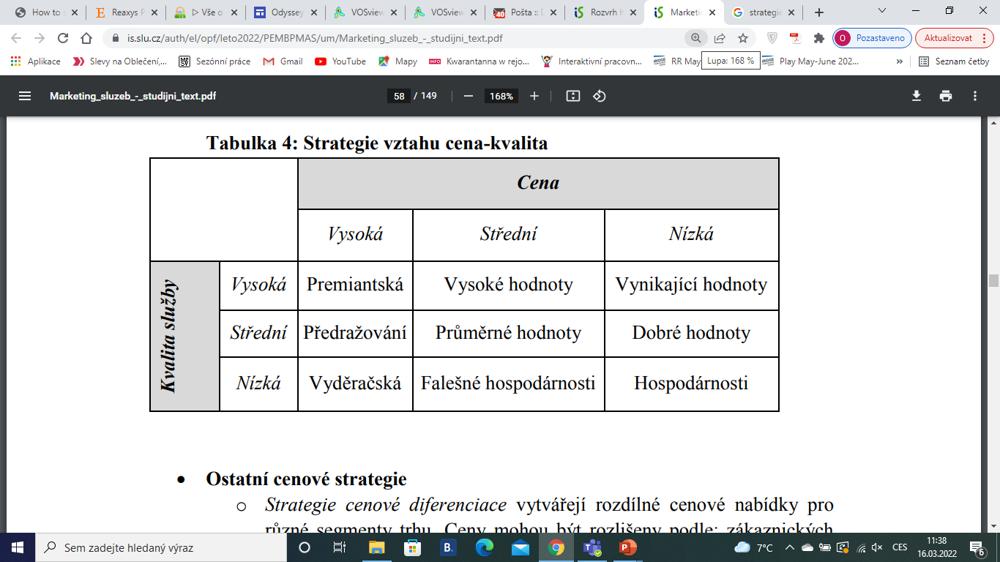 How to s
Reaxys P
▷ Vše o
Odyssey
VOSview
VOSview
Pošta :: D
Rozvrh h
Marketin
strategie
is.slu.cz/auth/el/opf/leto2022/PEMBPMAS/um/Marketing_sluzeb_-_studijni_text.pdf
O Pozastaveno
Aktualizovat
Aplikace
Slevy na Oblečení,...
Sezónní práce
Gmail
YouTube
Mapy
INFO Kwarantanna w rejo...
Interaktivní pracovn...
RR May
Lupa: 168 %
Play May-June 202...
»
Seznam četby
Marketing_sluzeb_-_studijni_text.pdf
58 / 149
168%
Tabulka 4: Strategie vztahu cena-kvalita
Cena
Vysoká Střední Nízká
Kvalita služby
Vysoká Premiantská Vysoké hodnoty Vynikající hodnoty
Střední Předražování Průměrné hodnoty Dobré hodnoty
Nízká Vyděračská Falešné hospodárnosti Hospodárnosti
• Ostatní cenové strategie
o Strategie cenové diferenciace vytvářejí rozdílné cenové nabídky pro
různé segmenty trhu. Ceny mohou být rozlišeny podle: zákaznických
Sem zadejte hledaný výraz
B.
7°C
CES
11:38
16.03.2022
6